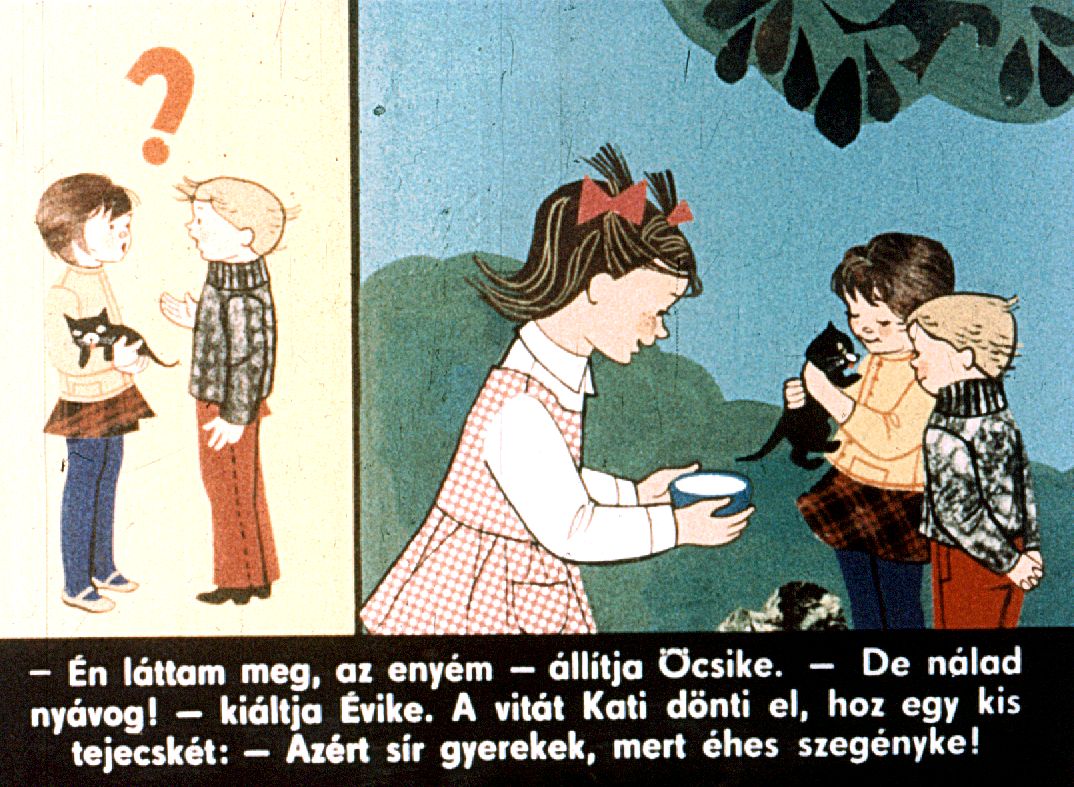 ?
– Én láttam meg, az enyém – állítja Öcsike. – De nálad
nyávog! – kiáltja Évike. A vitát Kati dönti el, hoz egy kis
tejecskét: – Azért sír gyerekek, mert éhes szegényke!